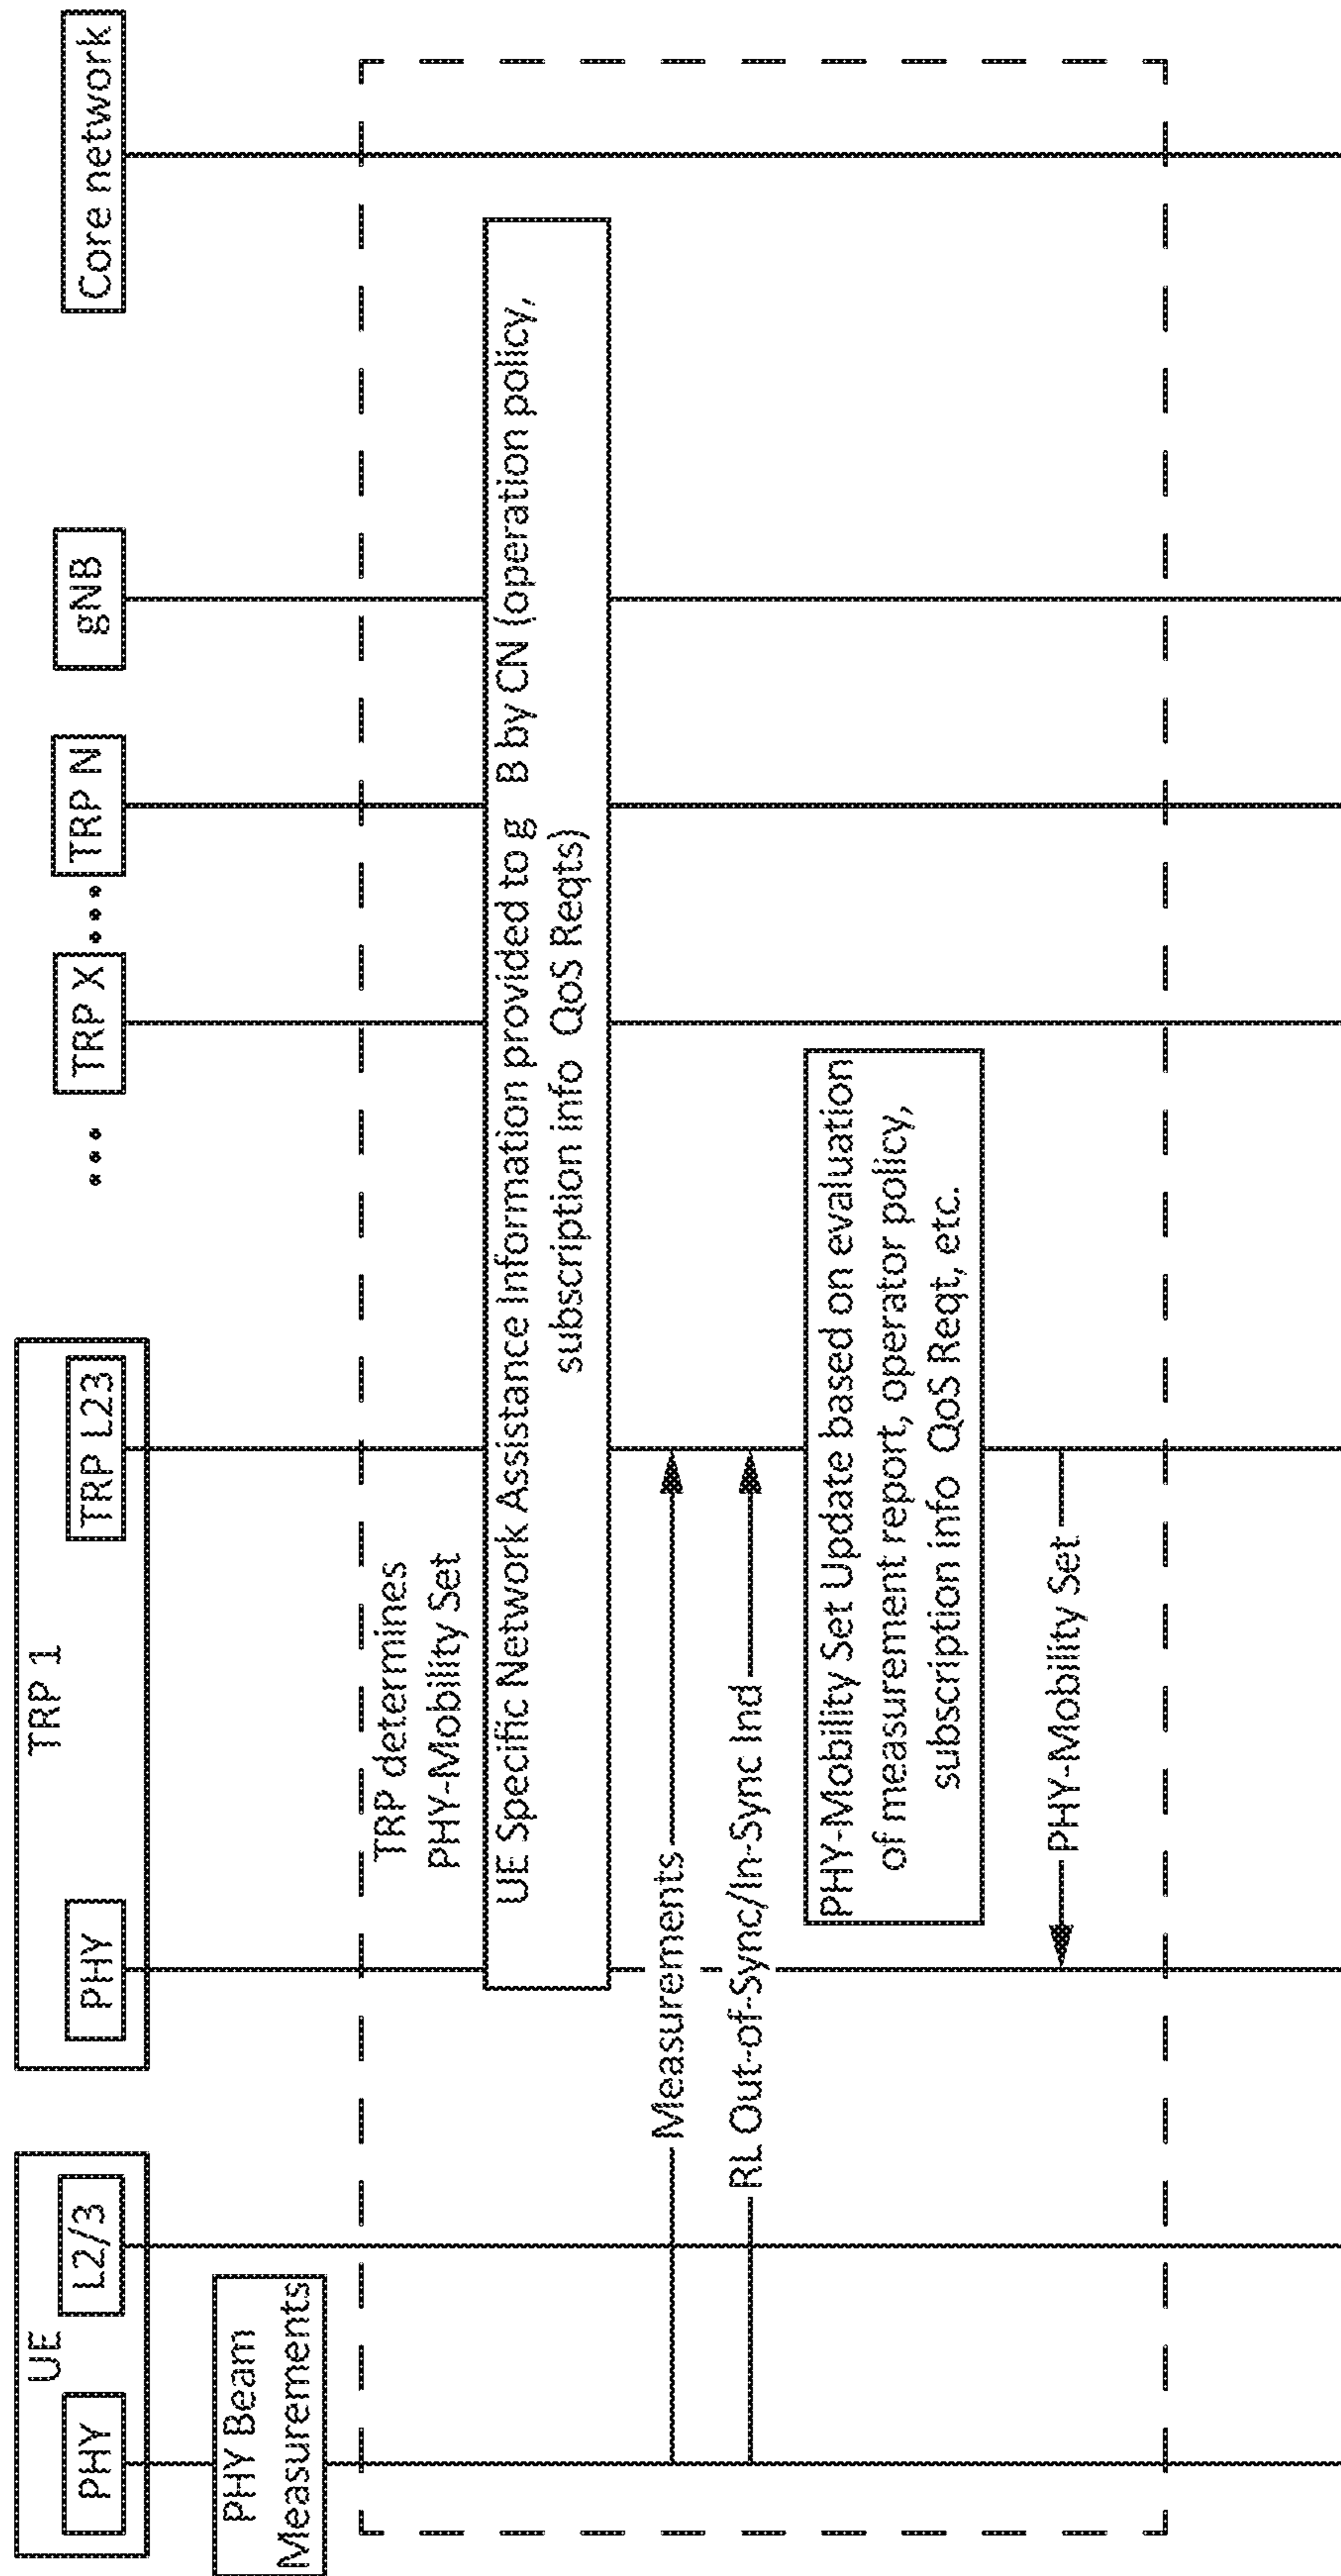 UE
PHY
L2/3
TRP 1
PHY
TRP L23
•••
TRP X
••••
TRP N
gNB
Core network
PHY Beam
Measurements
TRP determines
PHY-Mobility Set
UE Specific Network Assistance Information provided to g B by CN (operation policy,
subscription info QoS Reqts)
Measurements
RL Out-of-Sync/In-Sync Ind
PHY-Mobility Set Update based on evaluation
of measurement report, operator policy,
subscription info QoS Reqt, etc.
PHY-Mobility Set